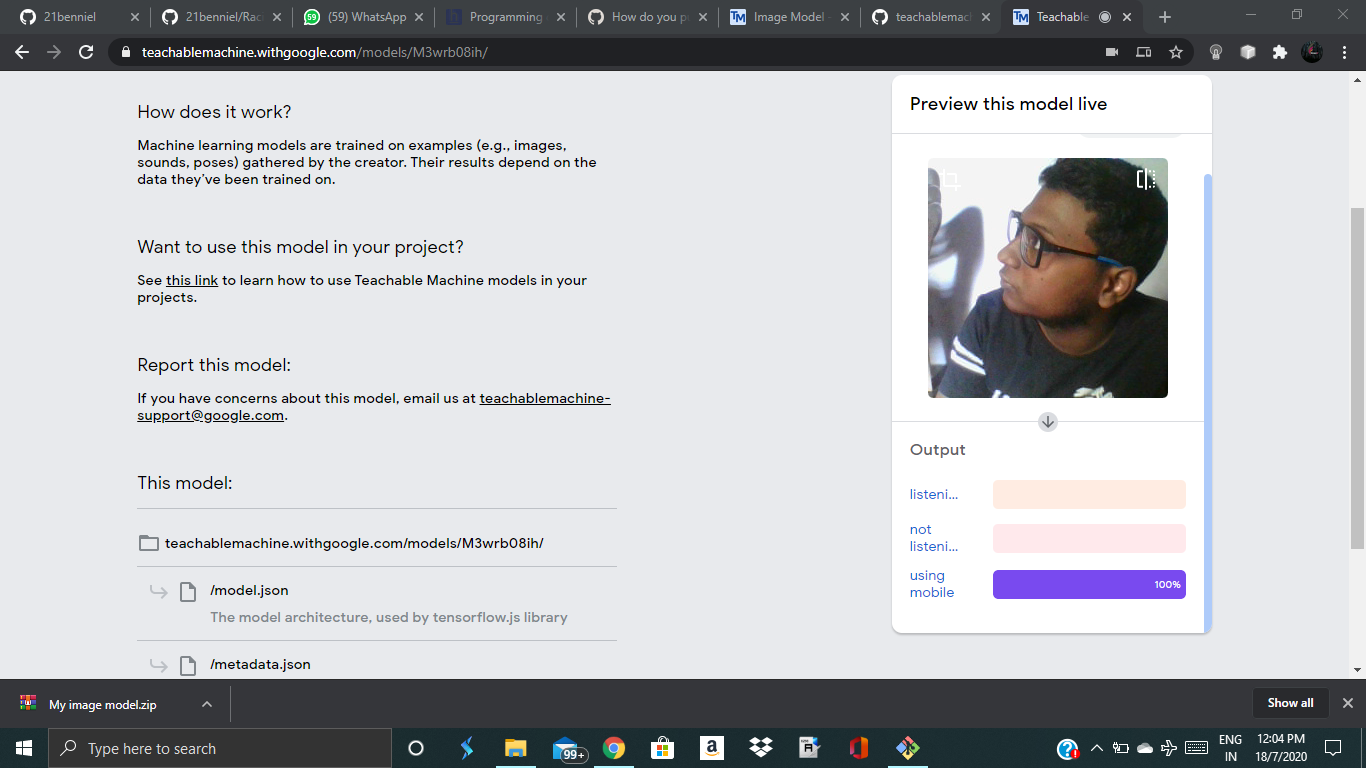 21benniel
21benniel/Rac
(59) WhatsApp
Programming
How do you p
Image Model -
teachablemach
Teachable
teachablemachine.withgoogle.com/models/M3wrb08ih/
How does it work?
Machine learning models are trained on examples (e.g., images,
sounds, poses) gathered by the creator. Their results depend on the
data they've been trained on.
Want to use this model in your project?
See this link to learn how to use Teachable Machine models in your
projects.
Report this model:
If you have concerns about this model, email us at teachablemachine-
support@google.com.
This model:
teachablemachine.withgoogle.com/models/M3wrb08ih/
/model.json
The model architecture, used by tensorflow.js library
/metadata.json
Preview this model live
Output
listeni...
not
listeni...
using
mobile
100%
My image model.zip
Show all
Type here to search
99+
ENG
IN
12:04 PM
18/7/2020